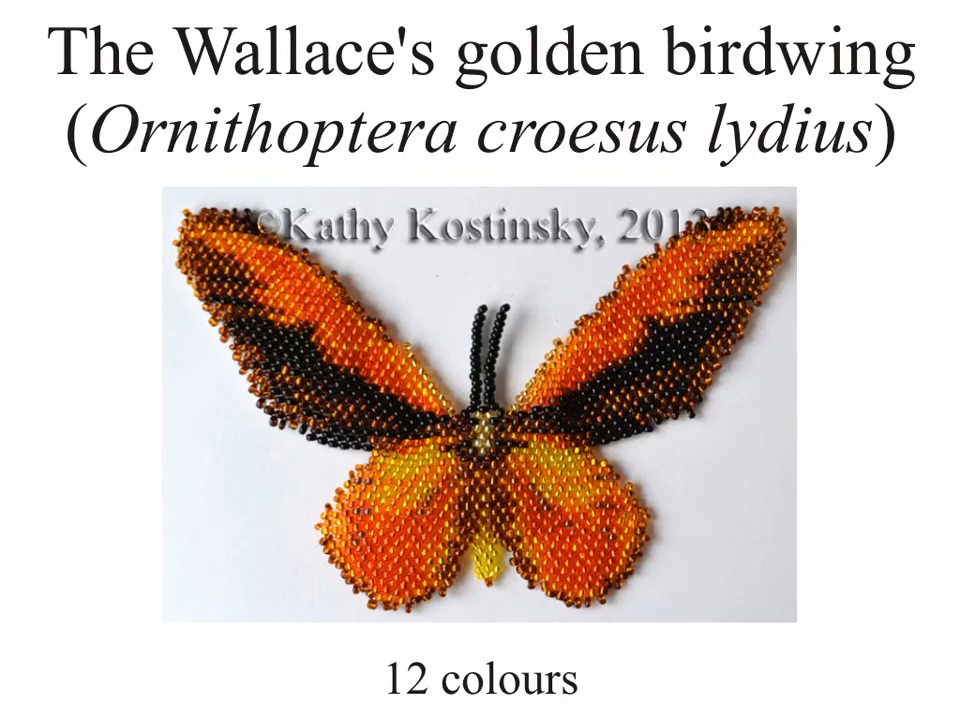 The Wallace's golden birdwing
(Ornithoptera croesus lydius)
©Kathy Kostinsky, 2013
12 colours